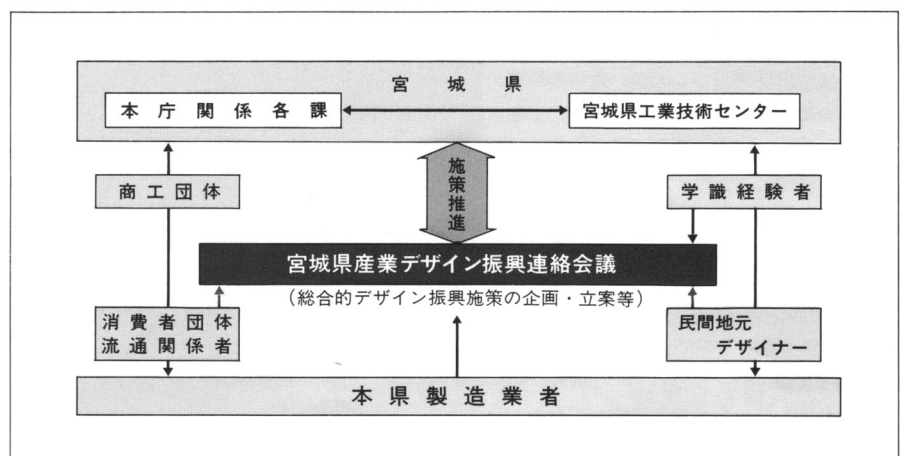 宮城県
本庁関係各課
宮城県工業技術センター
施策推進
商工団体
学識経験者
宮城県産業デザイン振興連絡会議
(総合的デザイン振興施策の企画・立案等)
消費者団体
流通関係者
民間地元
デザイナー
本県製造業者